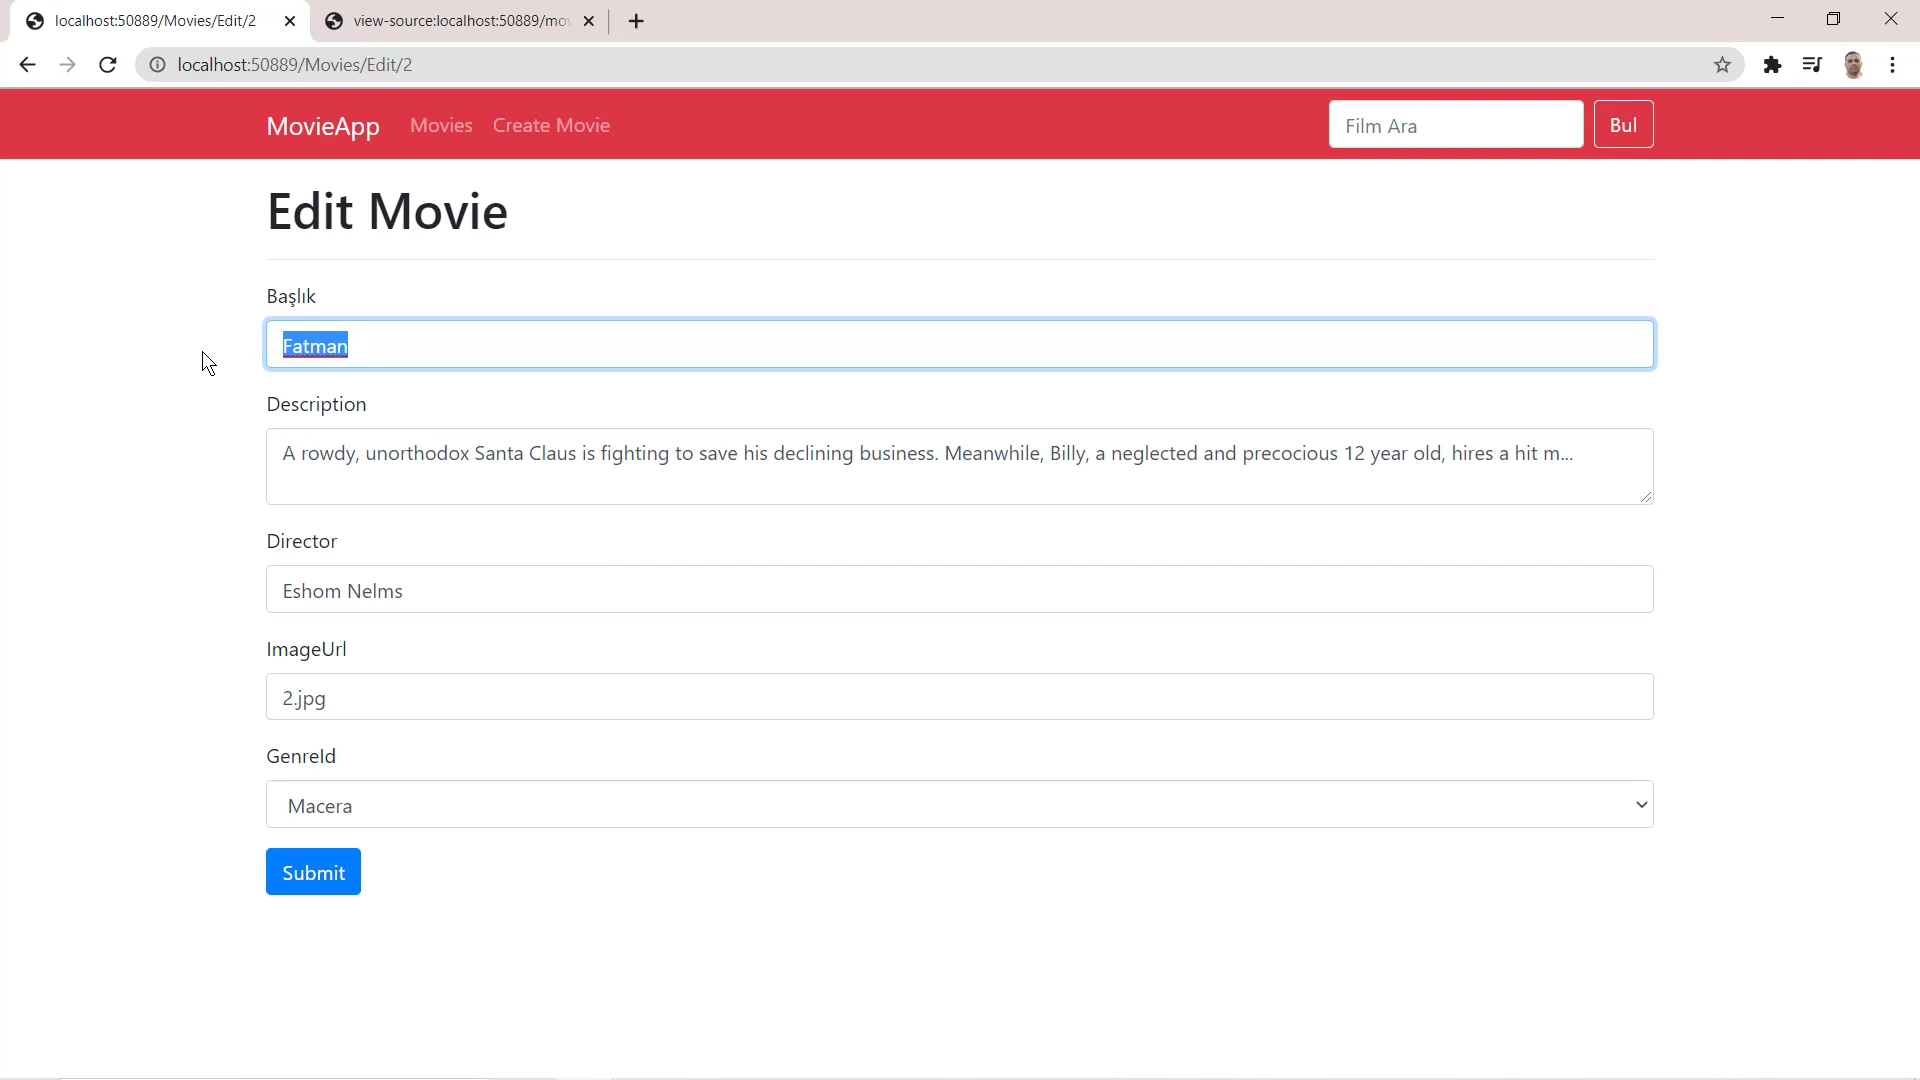 localhost:50889/Movies/Edit/2
view-source:localhost:50889/mov
localhost:50889/Movies/Edit/2
MovieApp Movies Create Movie Film Ara Bul
Edit Movie
Başlık
Fatman
Description
A rowdy, unorthodox Santa Claus is fighting to save his declining business. Meanwhile, Billy, a neglected and precocious 12 year old, hires a hit m...
Director
Eshom Nelms
ImageUrl
2.jpg
GenreId
Macera
Submit